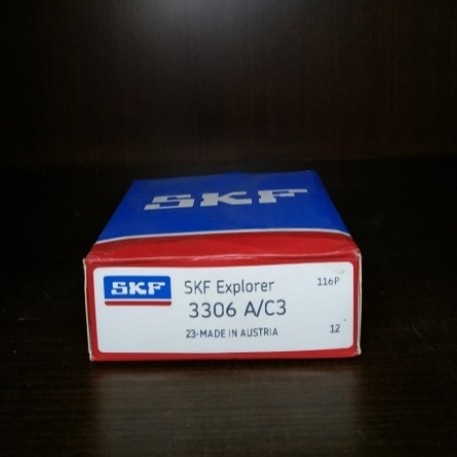 SKF
SKF
SKF Explorer
116P
3306 A/C3
23-MADE IN AUSTRIA
12